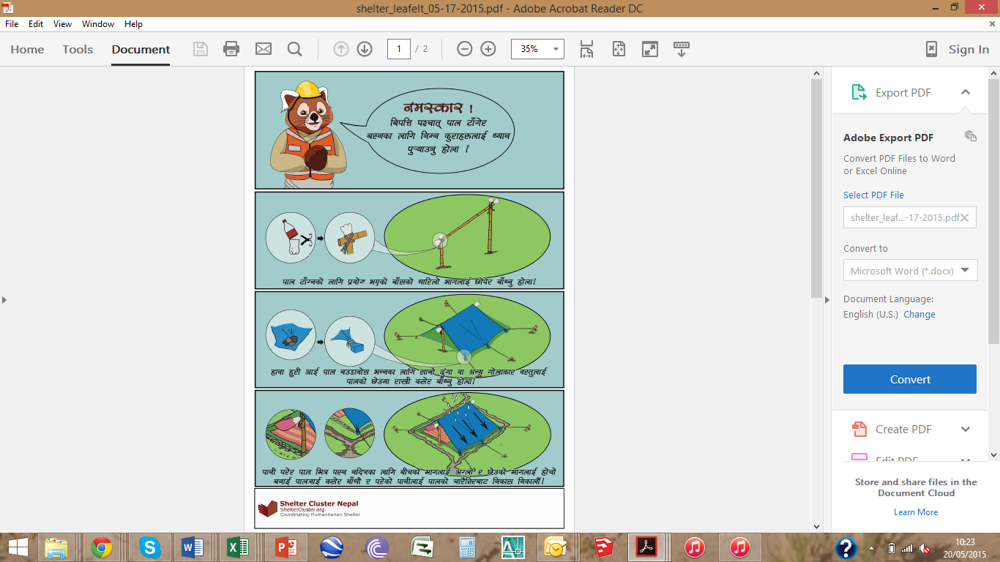 shelter_leafelt_05-17-2015.pdf - Adobe Acrobat Reader DC
File Edit View Window Help
Home Tools Document 1 / 2 35% Sign In
नमस्कार !
बिपत्ति पश्चात् पाल टाँगेर
बस्नका लागि निम्न कुराहरुलाई ध्यान
पुर्‍याउनु होला ।
पाल टाँग्नको लागि प्रयोग भएको बाँसको धारिलो भागलाई छोपेर बाँध्नु होला।
हावा हुरी आई पाल नउडावोस भन्नका लागि सानो ढुंगा वा अन्य गोलाकार वस्तुलाई
पालको छेउमा राखी कसेर बाँध्नु होला।
पानी परेर पाल भित्र पस्न नदिनका लागि बीचको भागलाई अग्लो र छेउको भागलाई होचो
बनाई पाललाई कसेर बाँधौ र परेको पानीलाई पालको चारैतिरबाट निकास निकालौं।
Shelter Cluster Nepal
ShelterCluster.org
Coordinating Humanitarian Shelter
Export PDF
Adobe Export PDF
Convert PDF Files to Word
or Excel Online
Select PDF File
shelter_leaf...-17-2015.pdf
Convert to
Microsoft Word (*.docx)
Document Language:
English (U.S.) Change
Convert
Create PDF
Edit PDF
Store and share files in the
Document Cloud
Learn More
10:23
20/05/2015